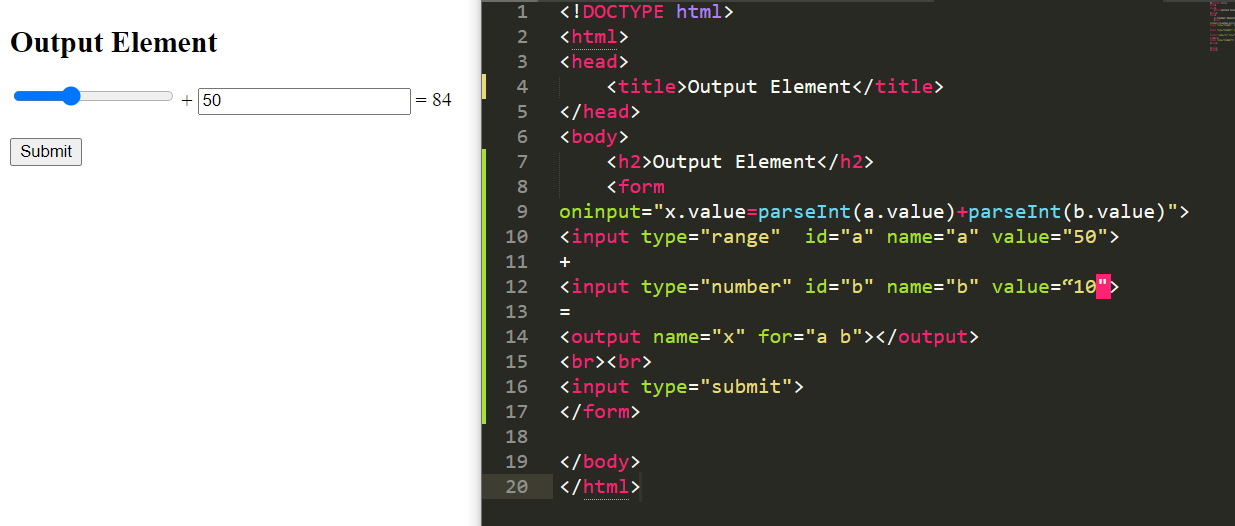 Output Element
+ 50 = 84
Submit
1 <!DOCTYPE html>
2 <html>
3 <head>
4     <title>Output Element</title>
5 </head>
6 <body>
7     <h2>Output Element</h2>
8     <form
9 oninput="x.value=parseInt(a.value)+parseInt(b.value)">
10 <input type="range"  id="a" name="a" value="50">
11 +
12 <input type="number" id="b" name="b" value=“10">
13 =
14 <output name="x" for="a b"></output>
15 <br><br>
16 <input type="submit">
17 </form>
18
19 </body>
20 </html>